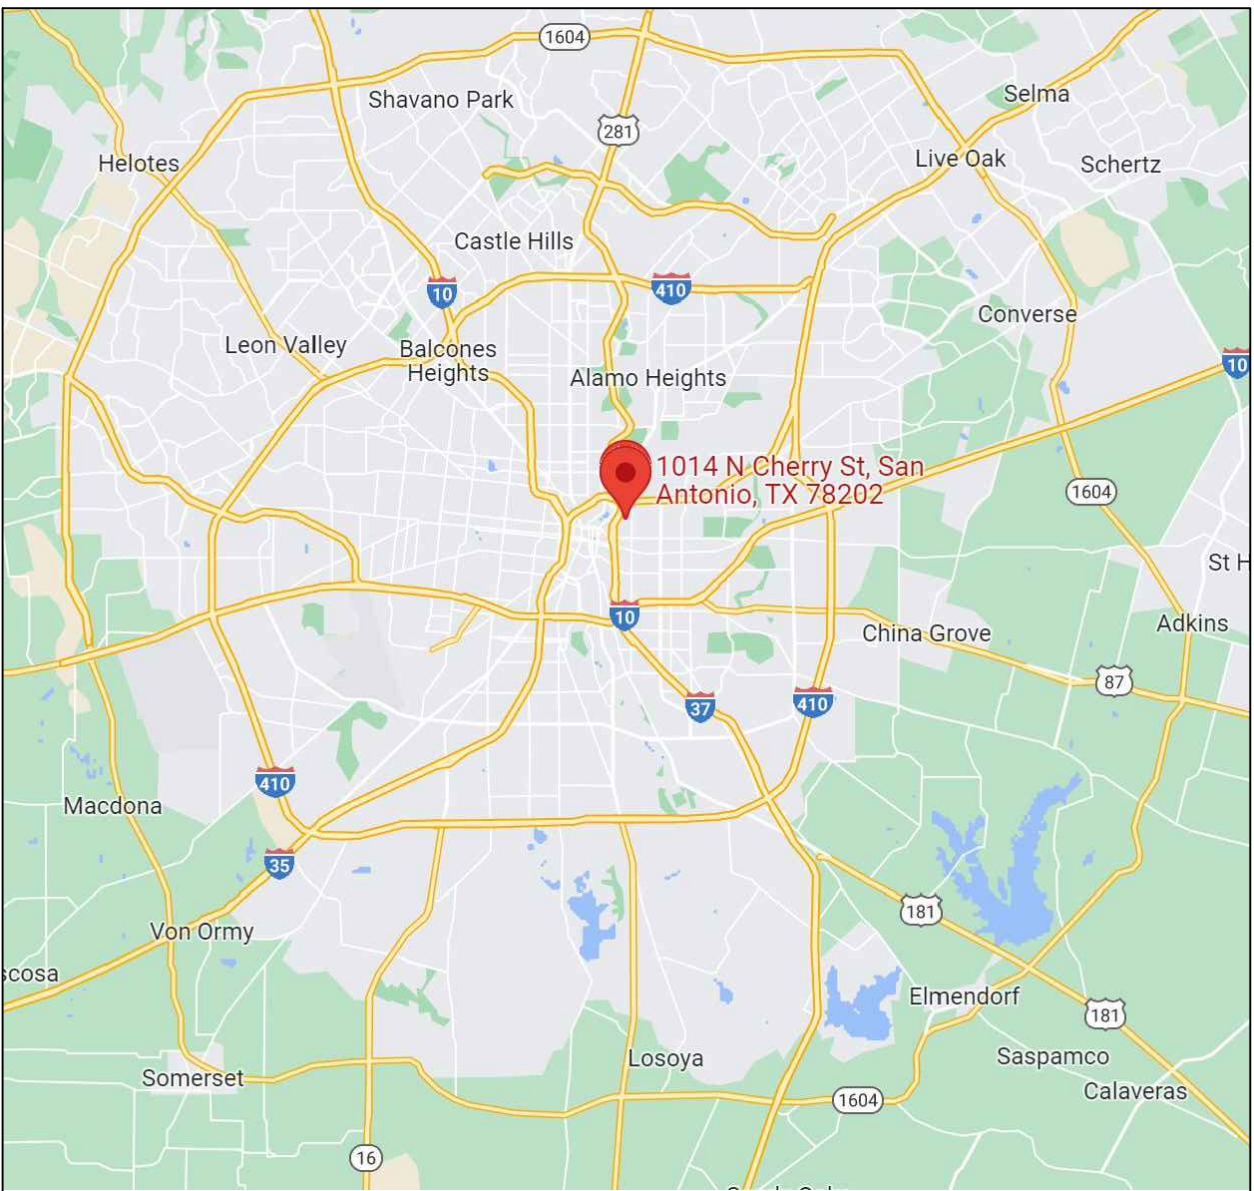 1604
Shavano Park
Selma
281
Helotes
Live Oak
Schertz
Castle Hills
10
410
Converse
Leon Valley
Balcones
Heights
10
Alamo Heights
1014 N Cherry St, San
Antonio, TX 78202
1604
St H
10
Adkins
China Grove
87
37
410
410
Macdona
35
181
Von Ormy
scosa
Elmendorf
181
Losoya
Saspamco
Somerset
Calaveras
1604
16